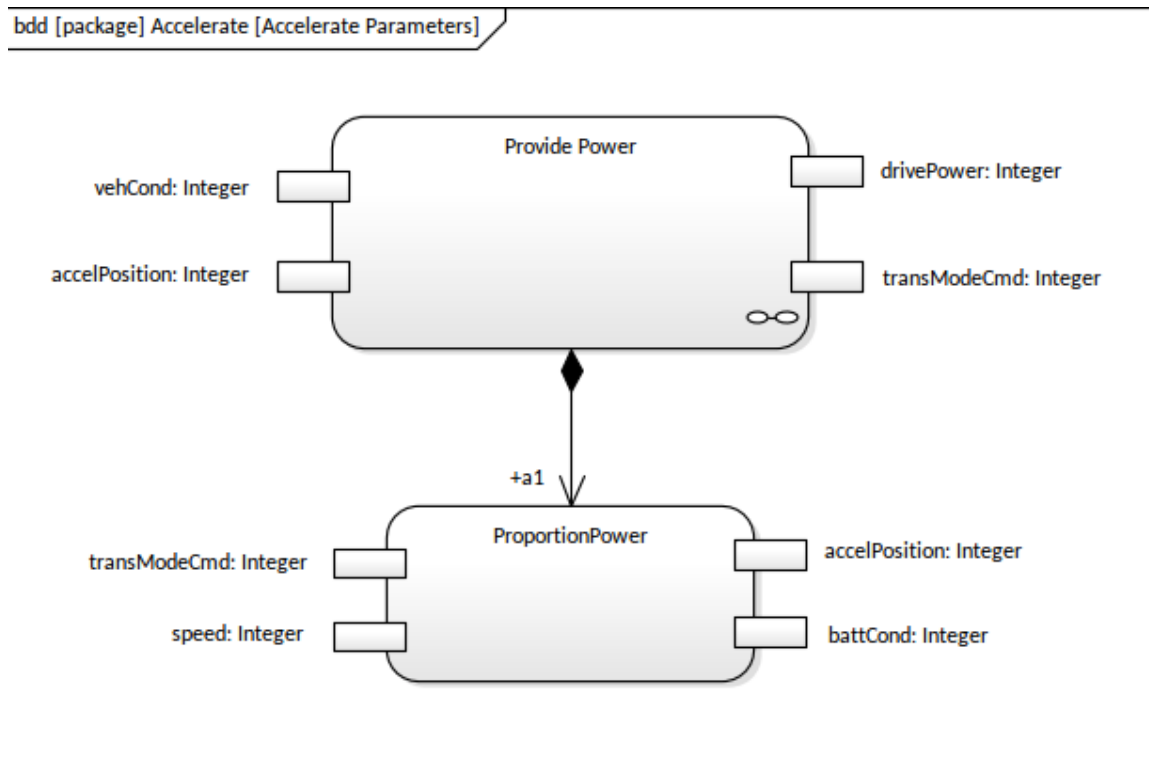 bdd [package] Accelerate [Accelerate Parameters]
Provide Power
vehCond: Integer
drivePower: Integer
accelPosition: Integer
transModeCmd: Integer
+a1
ProportionPower
transModeCmd: Integer
accelPosition: Integer
speed: Integer
battCond: Integer